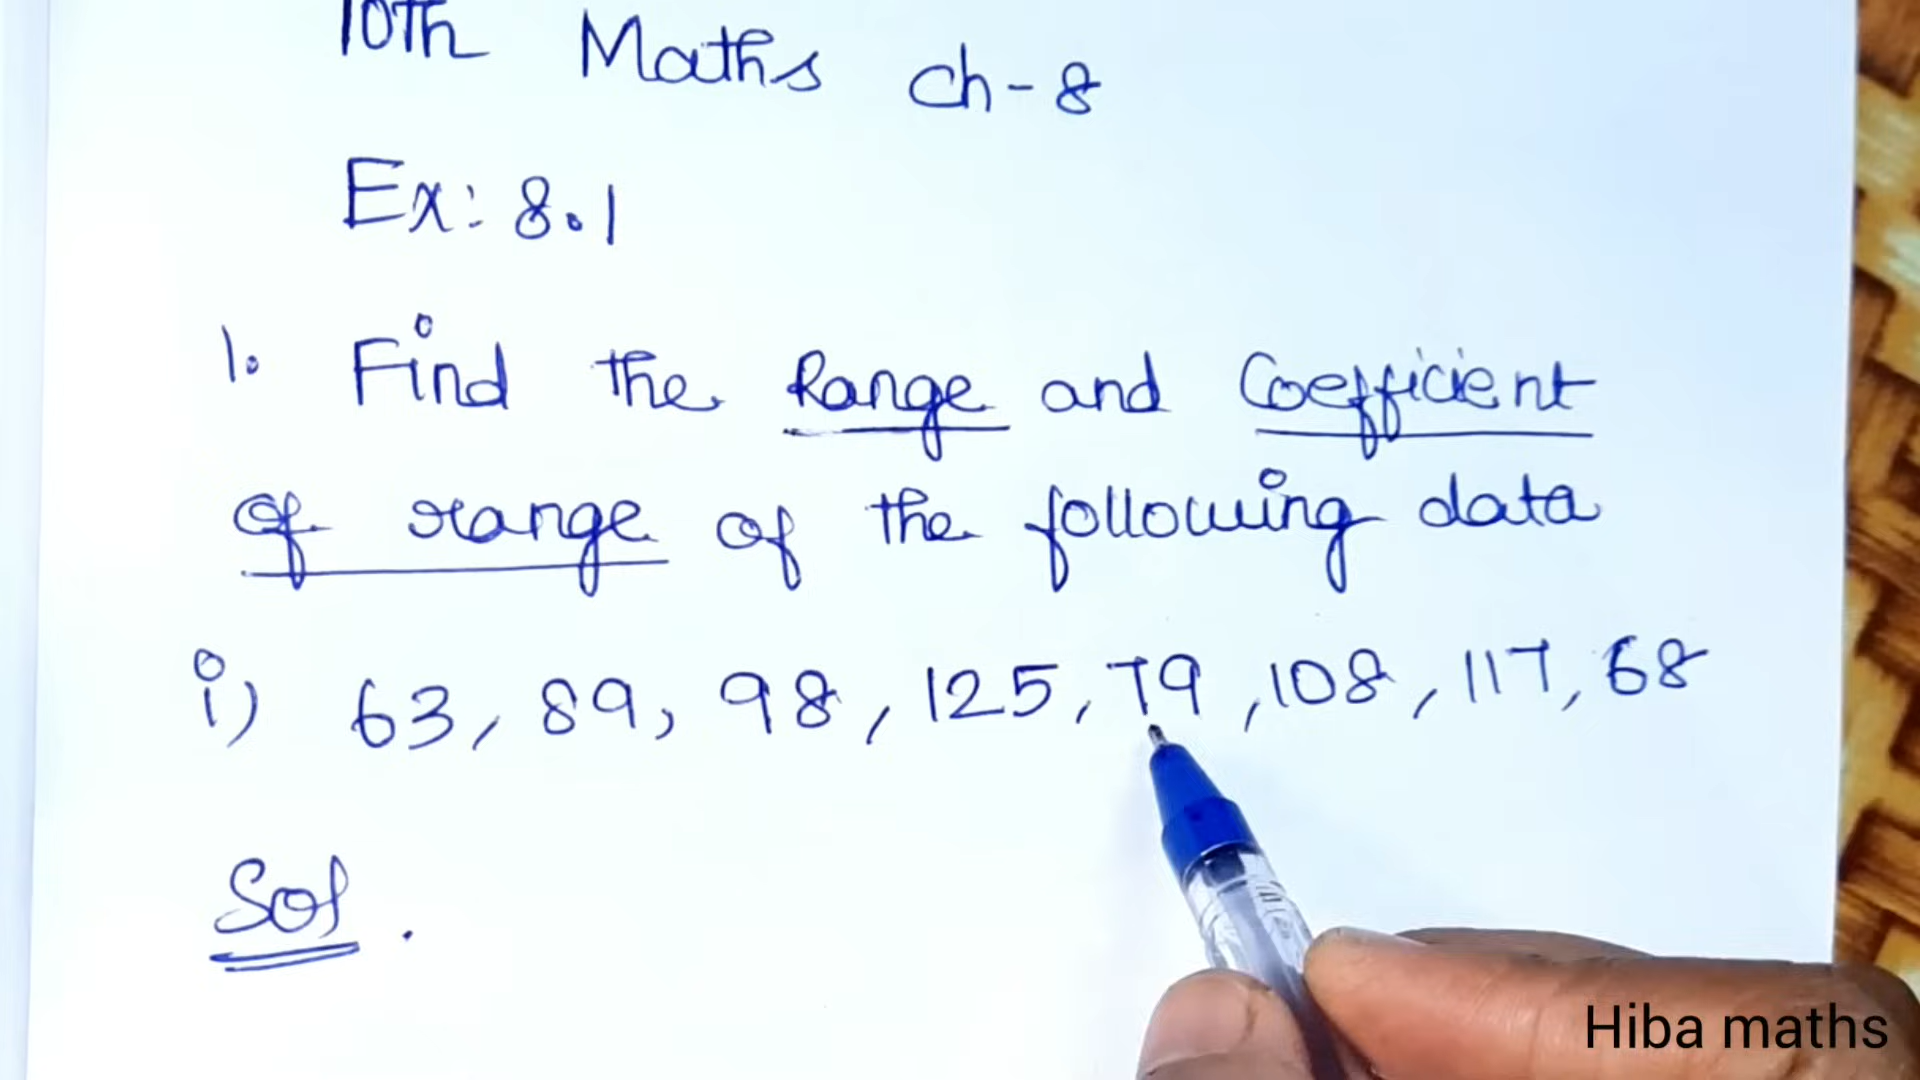 10Th Maths ch-8
Ex: 8.1
1. Find the Range and Coefficient
of range of the following data
i) 63, 89, 98, 125, 79, 108, 117, 68
Sol.
Hiba maths